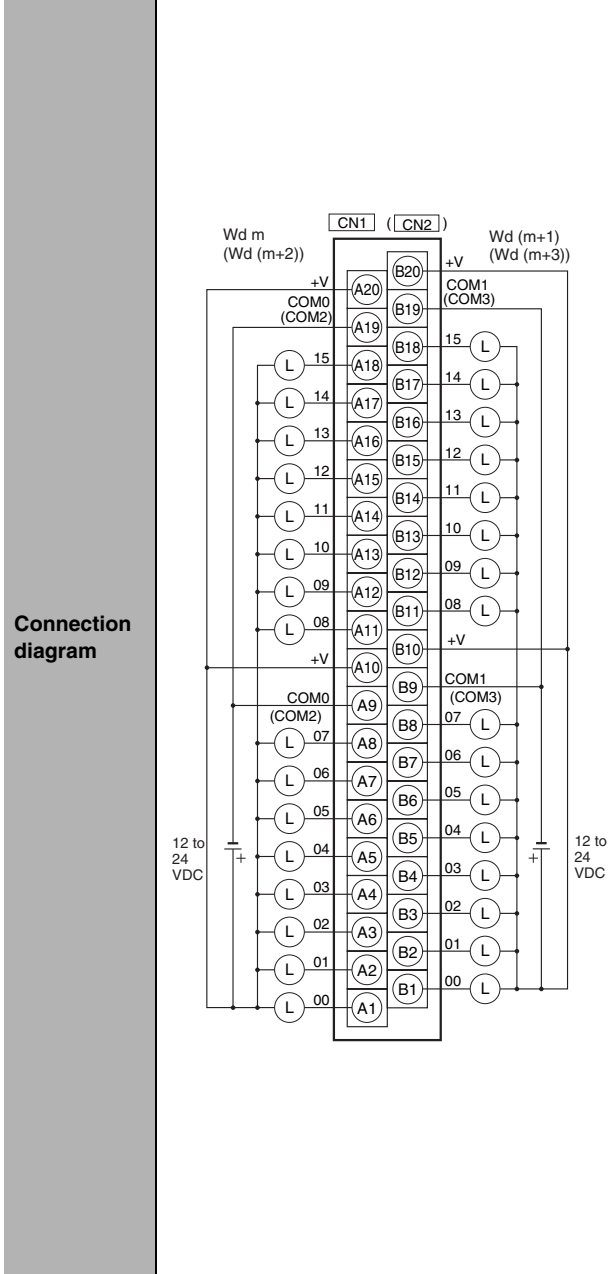 Connection
diagram
CN1 (CN2)
Wd m
(Wd (m+2))
Wd (m+1)
(Wd (m+3))
B20 +V
+V A20
COM1
(COM3)
B19
COM0
(COM2)
A19
B18 15 L
L 15 A18
B17 14 L
L 14 A17
B16 13 L
L 13 A16
B15 12 L
L 12 A15
B14 11 L
L 11 A14
B13 10 L
L 10 A13
B12 09 L
L 09 A12
B11 08 L
L 08 A11
B10 +V
+V A10
B9 COM1
(COM3)
COM0 A9
(COM2)
B8 07 L
L 07 A8
B7 06 L
L 06 A7
B6 05 L
L 05 A6
B5 04 L
L 04 A5
12 to
24
VDC
+
+
12 to
24
VDC
B4 03 L
L 03 A4
B3 02 L
L 02 A3
B2 01 L
L 01 A2
B1 00 L
L 00 A1